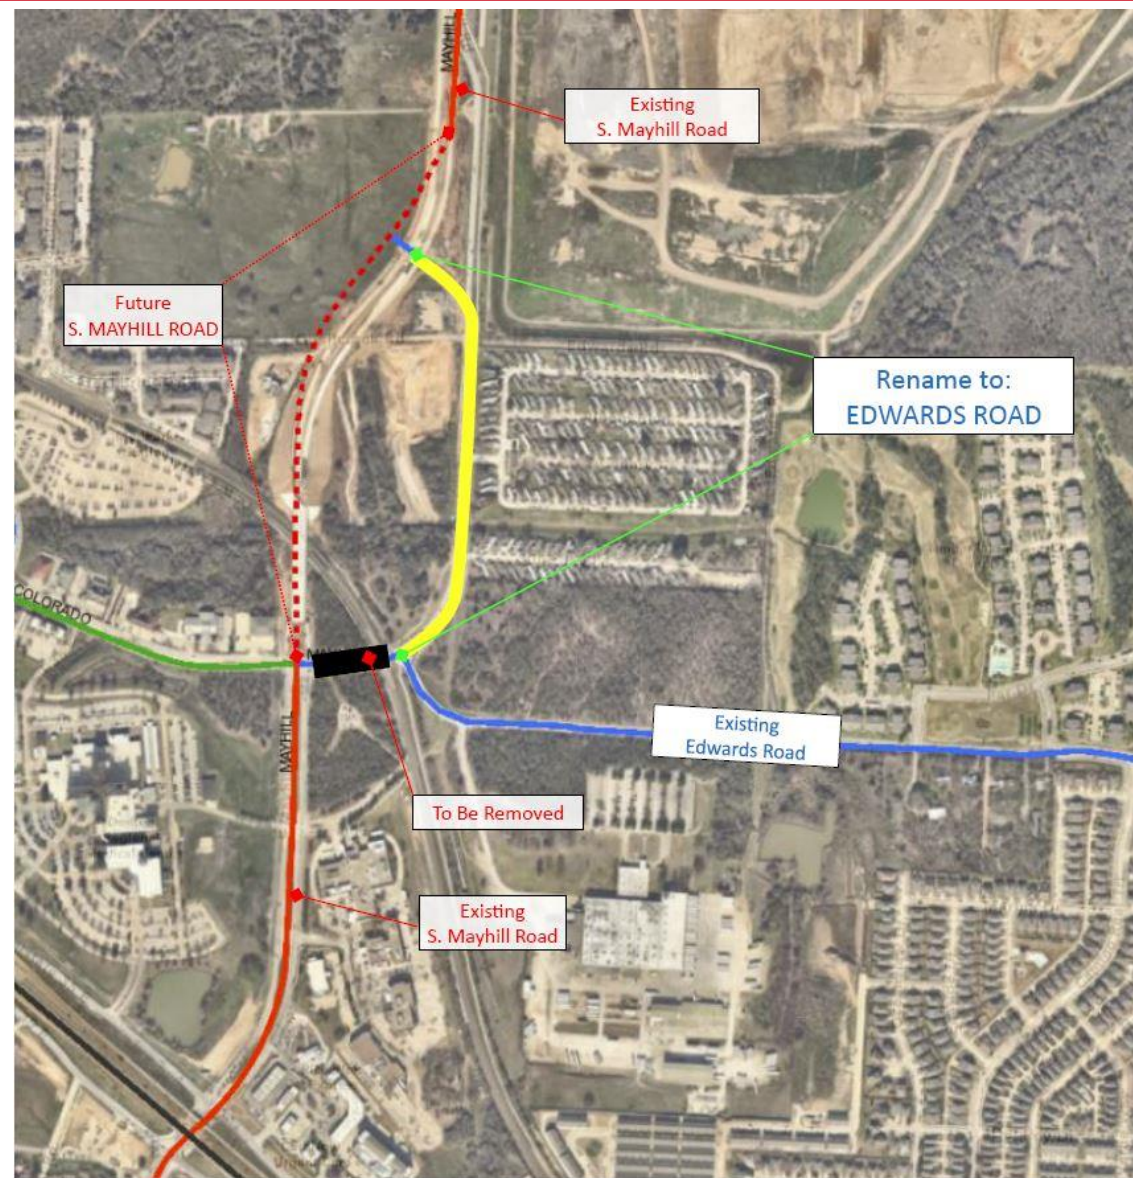 MAYHILL
Existing
S. Mayhill Road
Future
S. MAYHILL ROAD
Rename to:
EDWARDS ROAD
COLORADO
MAYHILL
Existing
Edwards Road
To Be Removed
Existing
S. Mayhill Road